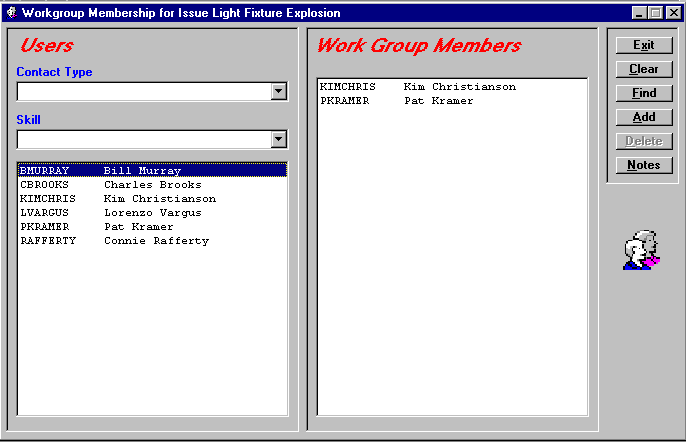 Workgroup Membership for Issue Light Fixture Explosion
Users
Contact Type
Skill
BMURRAY Bill Murray
CBROOKS Charles Brooks
KIMCHRIS Kim Christianson
LVARGUS Lorenzo Vargus
PKRAMER Pat Kramer
RAFFERTY Connie Rafferty
Work Group Members
KIMCHRIS Kim Christianson
PKRAMER Pat Kramer
Exit
Clear
Find
Add
Delete
Notes